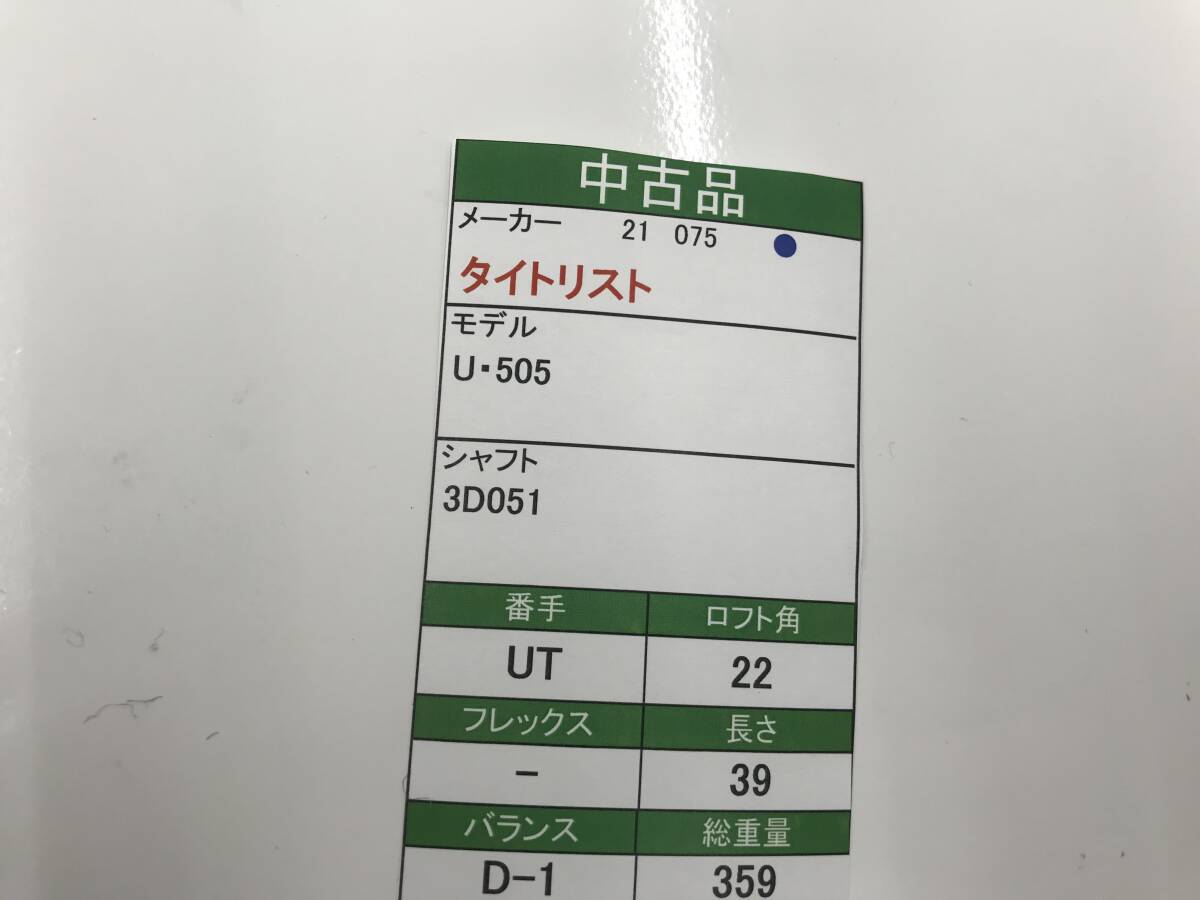 中古品
メーカー 21 075
タイトリスト
モデル
U・505
シャフト
3D051
番手 ロフト角
UT 22
フレックス 長さ
- 39
バランス 総重量
D-1 359